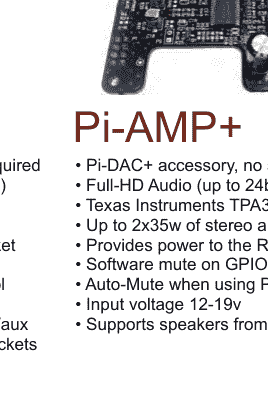 Pi-AMP+
• Pi-DAC+ accessory, no
• Full-HD Audio (up to 24b
• Texas Instruments TPA3
• Up to 2x35w of stereo a
• Provides power to the R
• Software mute on GPIO
• Auto-Mute when using P
• Input voltage 12-19v
• Supports speakers from
quired
)
ket
ol
/aux
ckets